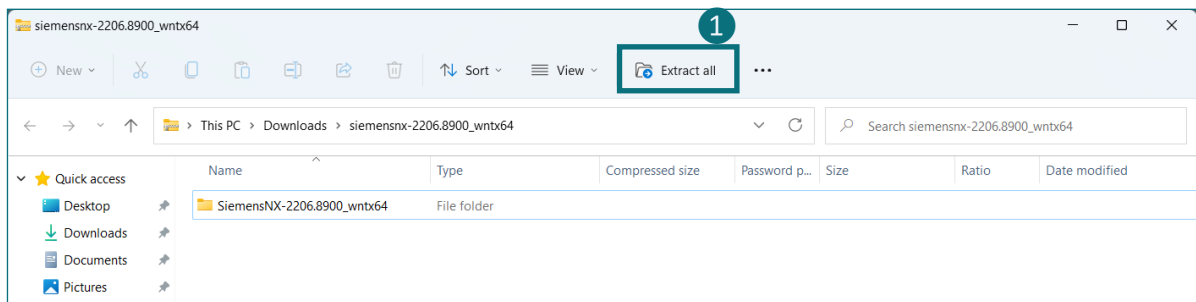 siemensnx-2206.8900_wntx64
1
New Sort View Extract all ...
This PC > Downloads > siemensnx-2206.8900_wntx64 Search siemensnx-2206.8900_wntx64
Name Type Compressed size Password p... Size Ratio Date modified
Quick access
SiemensNX-2206.8900_wntx64 File folder
Desktop
Downloads
Documents
Pictures